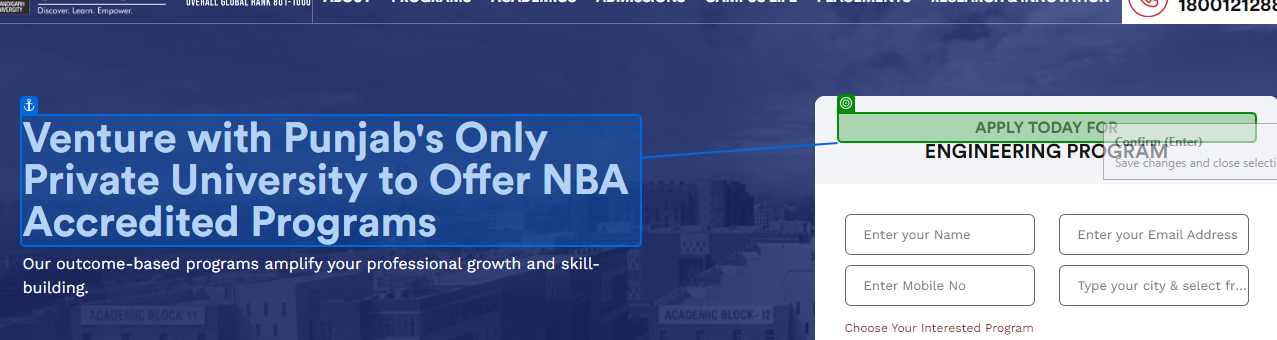 CHANDIGARH
UNIVERSITY
Discover. Learn. Empower.
OVERALL GLOBAL RANK 801-1000
ABOUT PROGRAMS ACADEMICS ADMISSIONS CAMPUS LIFE PLACEMENTS RESEARCH & INNOVATION
1800121288
Venture with Punjab's Only
Private University to Offer NBA
Accredited Programs
Our outcome-based programs amplify your professional growth and skill-
building.
ACADEMIC BLOCK 11
ACADEMIC BLOCK - 12
APPLY TODAY FOR
ENGINEERING PROGRAM
Confirm (Enter)
Save changes and close selecti
Enter your Name
Enter your Email Address
Enter Mobile No
Type your city & select fr...
Choose Your Interested Program